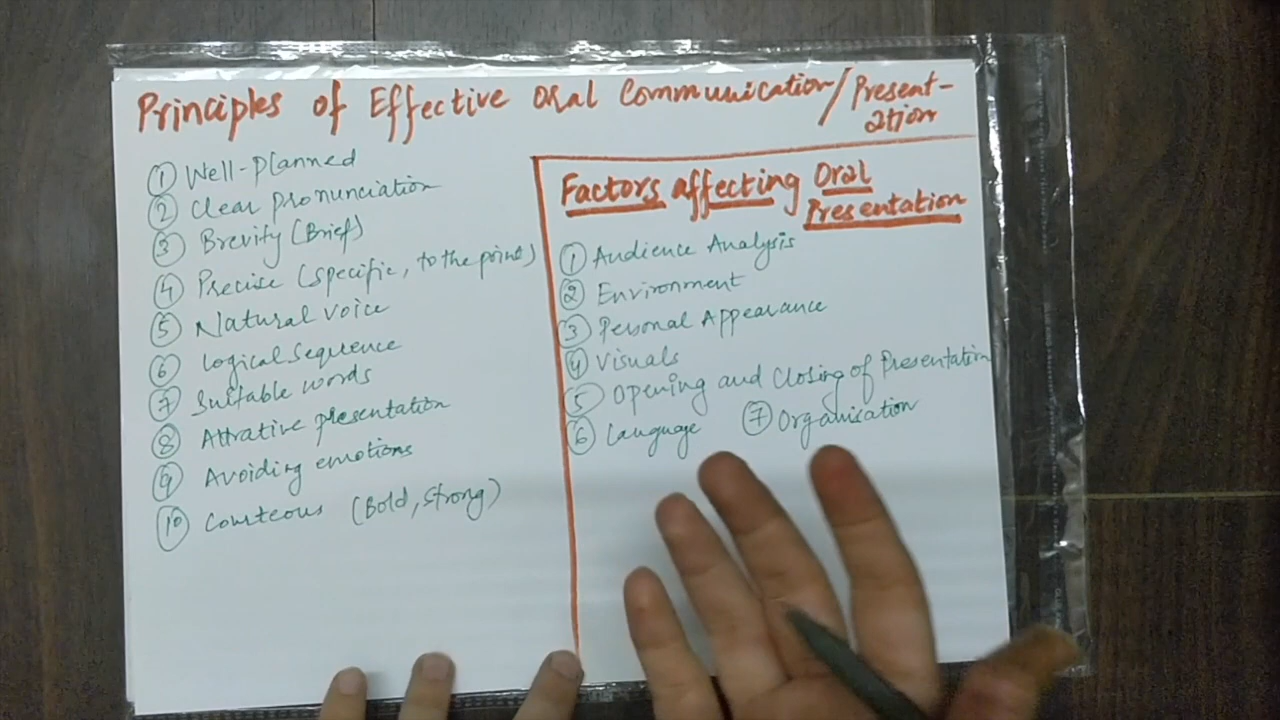 Principles of Effective Oral Communication/Present-
ation
① Well-Planned
② Clear pronunciation
③ Brevity (Brief)
④ Precise (specific, to the point)
⑤ Natural voice
⑥ Logical Sequence
⑦ Suitable words
⑧ Attrative presentation
⑨ Avoiding emotions
⑩ Courteous (Bold, Strong)
Factors affecting Oral
Presentation
① Audience Analysis
② Environment
③ Personal Appearance
④ Visuals
⑤ Opening and Closing of Presentation
⑥ Language ⑦ Organisation